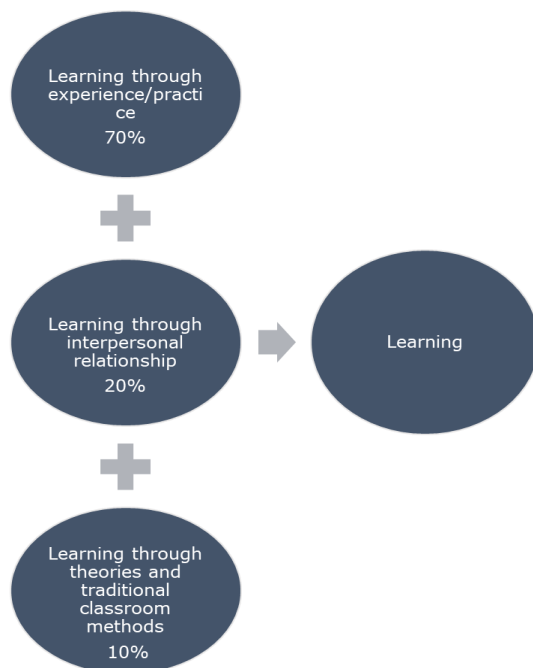 Learning through
experience/practi
ce
70%
Learning through
interpersonal
relationship
20%
Learning
Learning through
theories and
traditional
classroom
methods
10%